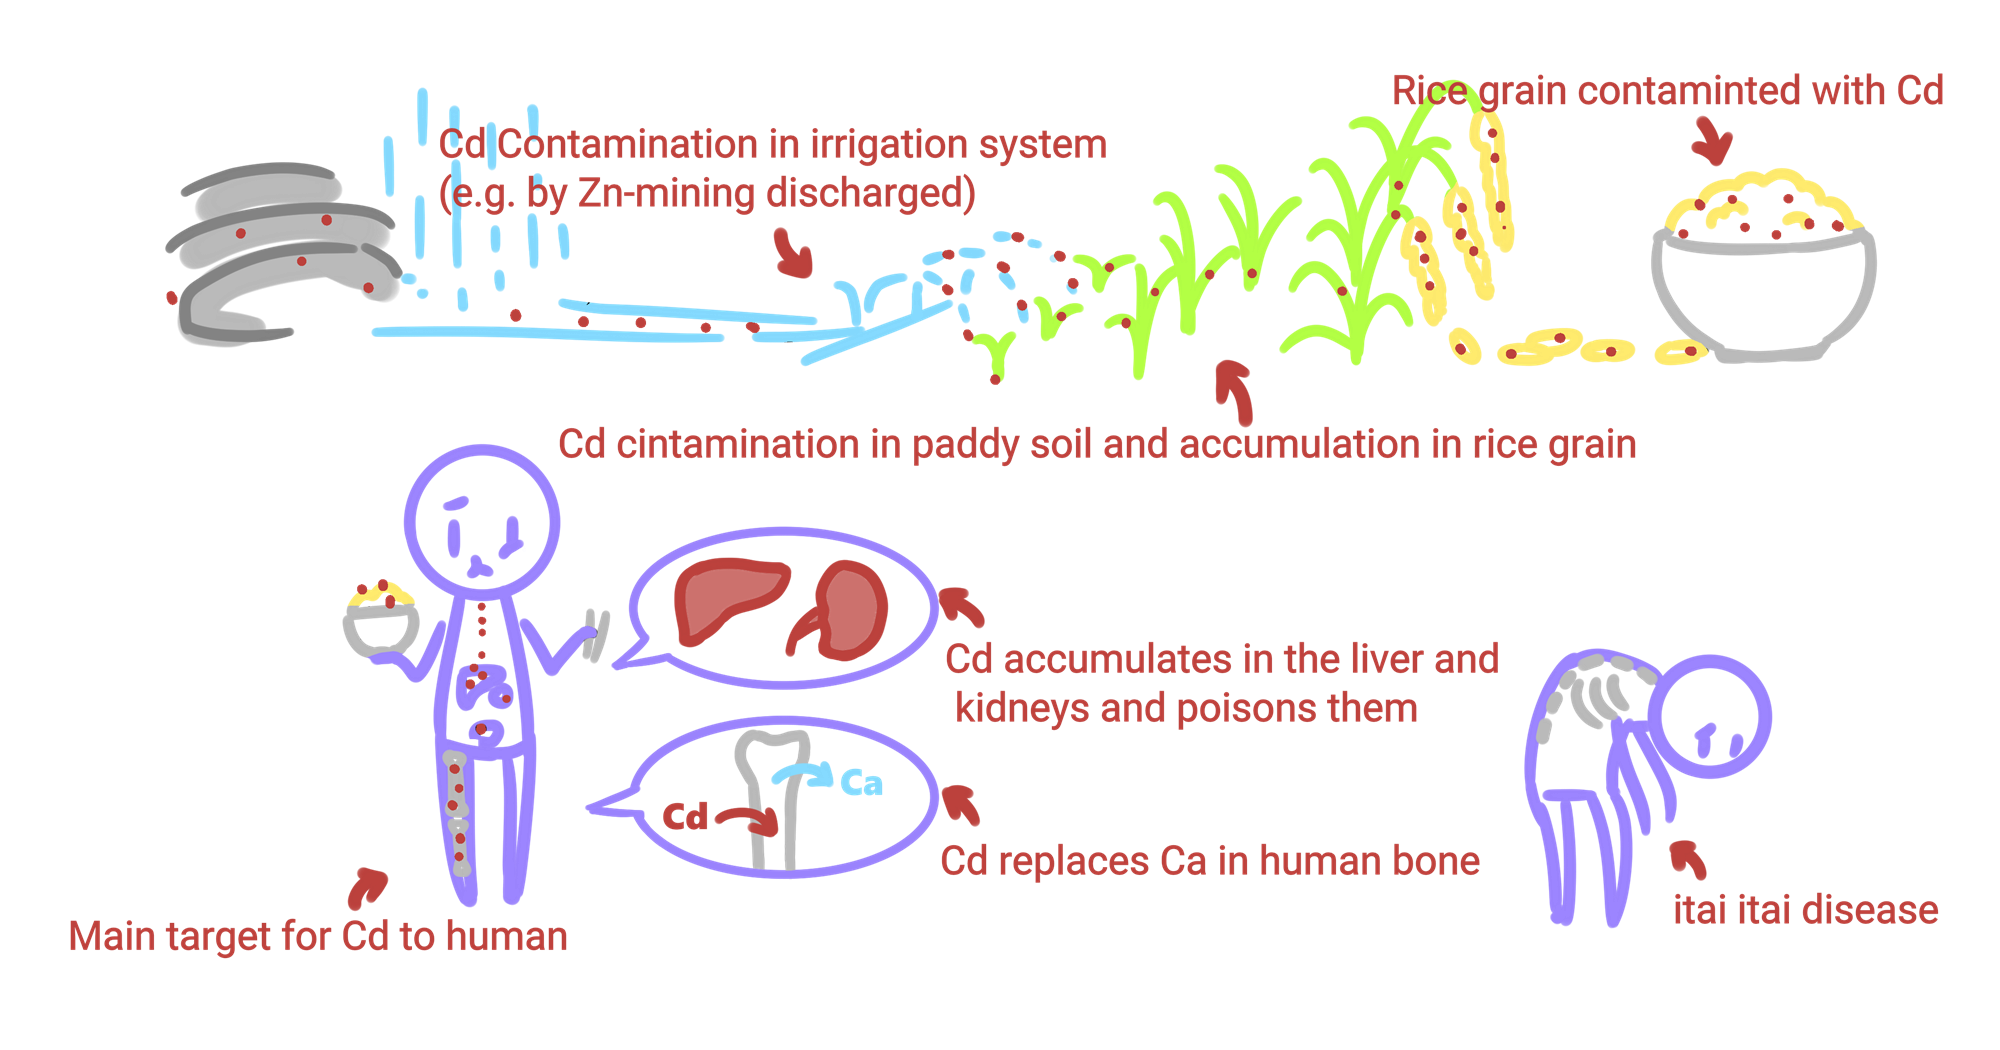 Rice grain contaminted with Cd
Cd Contamination in irrigation system
(e.g. by Zn-mining discharged)
Cd cintamination in paddy soil and accumulation in rice grain
Cd accumulates in the liver and
kidneys and poisons them
Ca
Cd
Cd replaces Ca in human bone
itai itai disease
Main target for Cd to human